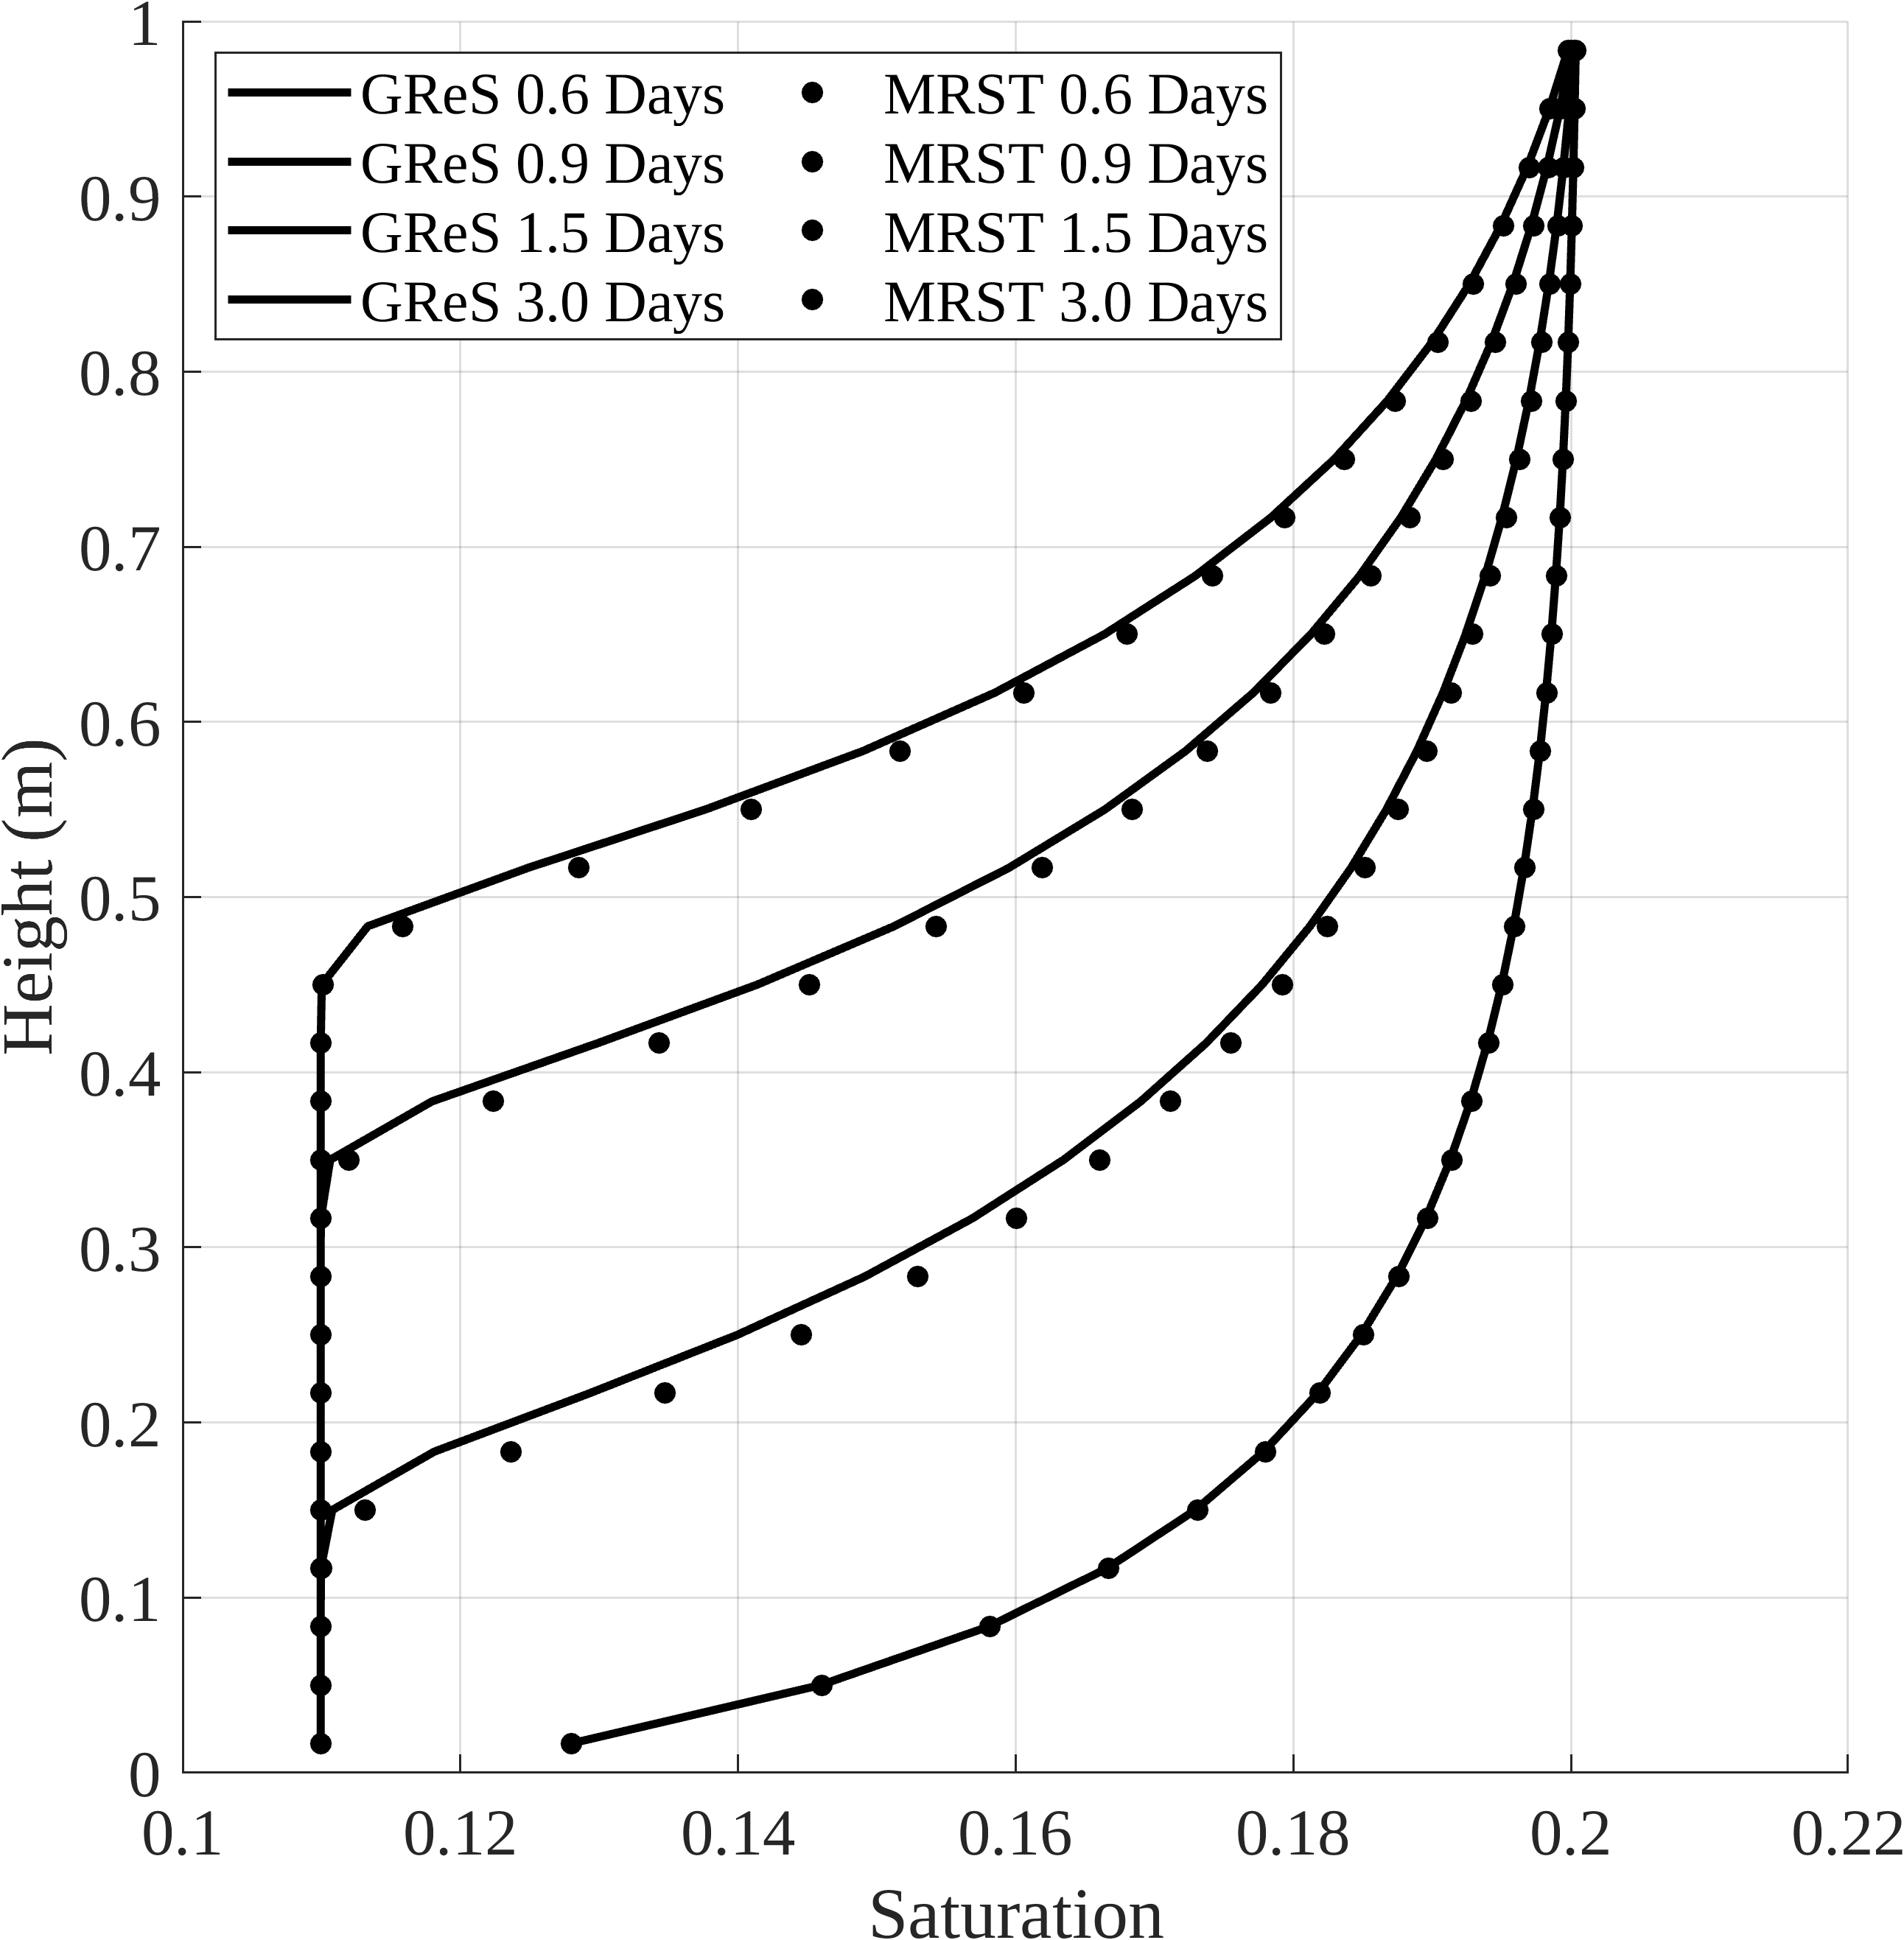 1
0.9
0.8
0.7
0.6
0.5
0.4
0.3
0.2
0.1
0
Height (m)
GReS 0.6 Days MRST 0.6 Days
GReS 0.9 Days MRST 0.9 Days
GReS 1.5 Days MRST 1.5 Days
GReS 3.0 Days MRST 3.0 Days
0.1 0.12 0.14 0.16 0.18 0.2 0.22
Saturation